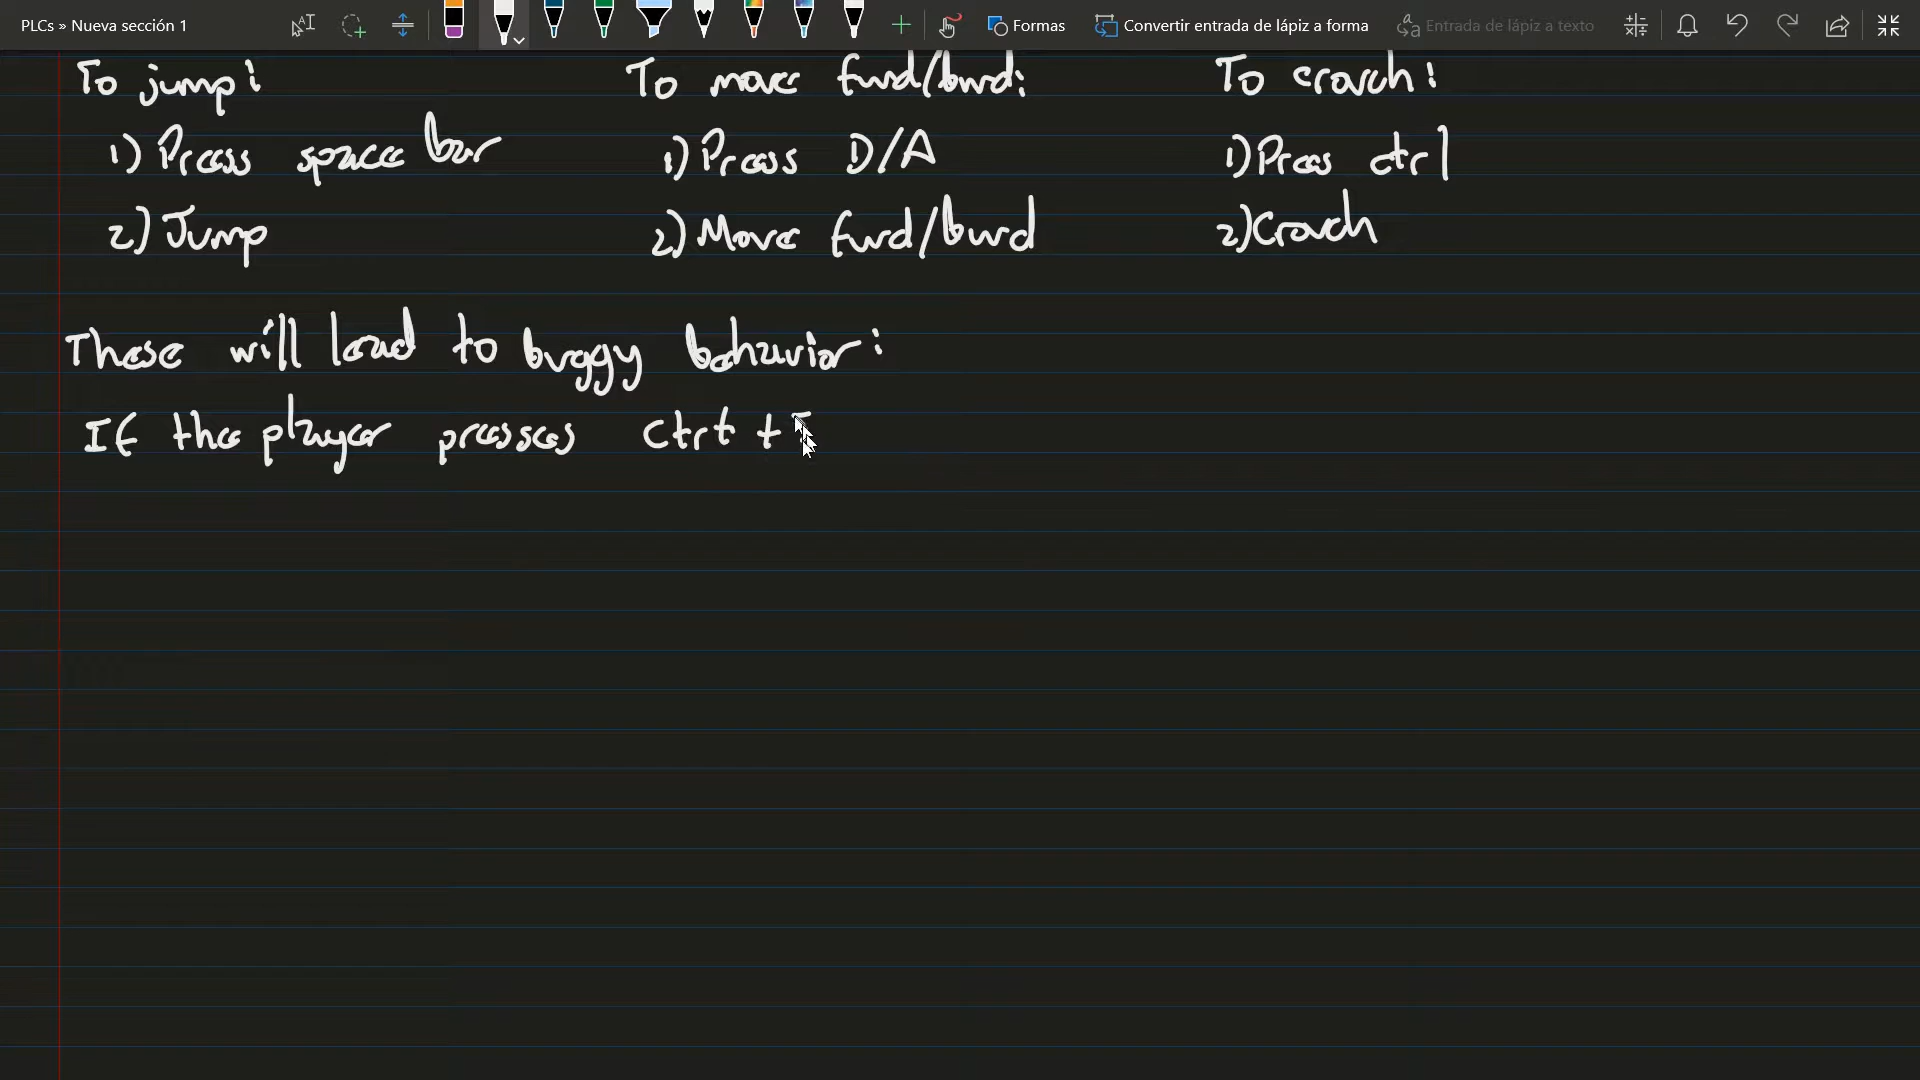 PLCs » Nueva sección 1 Formas Convertir entrada de lápiz a forma Entrada de lápiz a texto
To jump: To move fwd/bwd: To crouch:
1) Press space bar 1) Press D/A 1) Press ctrl
2) Jump 2) Move fwd/bwd 2) Crouch
These will lead to buggy behavior:
If the player presses Ctrl +